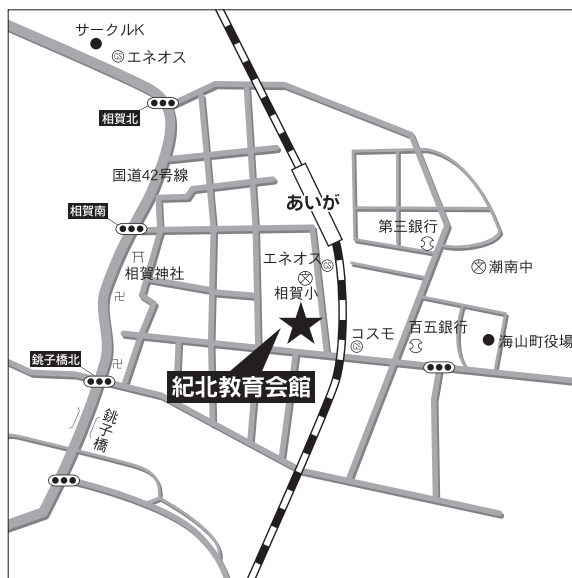 サークルK
GS エネオス
相賀北
国道42号線
あいが
相賀南
第三銀行
エネオス GS
潮南中
相賀神社
相賀小
コスモ
GS
百五銀行
海山町役場
銚子橋北
紀北教育会館
銚子橋